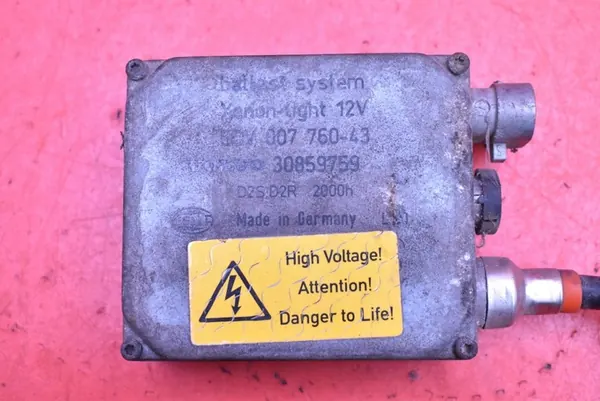 ballast system
Xenon-Light 12V
5DV 007 760-43
30859759
D2S,D2R 2000h
Made in Germany
High Voltage!
Attention!
Danger to Life!